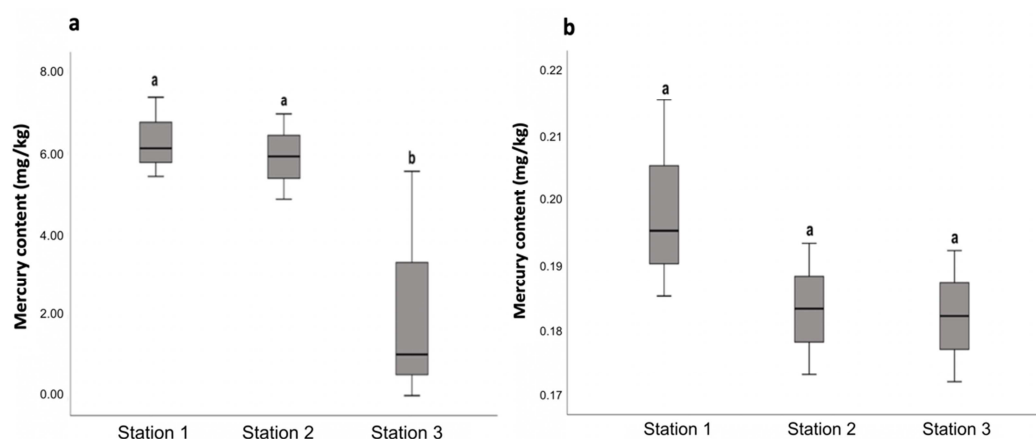 a
Mercury content (mg/kg)
8.00
6.00
4.00
2.00
0.00
a
a
b
Station 1
Station 2
Station 3
b
Mercury content (mg/kg)
0.22
0.21
0.20
0.19
0.18
0.17
a
a
a
Station 1
Station 2
Station 3